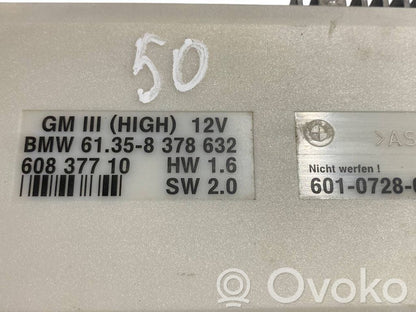 50
GM III (HIGH) 12V
BMW 61.35-8 378 632
608 377 10 HW 1.6
SW 2.0
>AS
Nicht werfen !
601-0728-
Ovoko